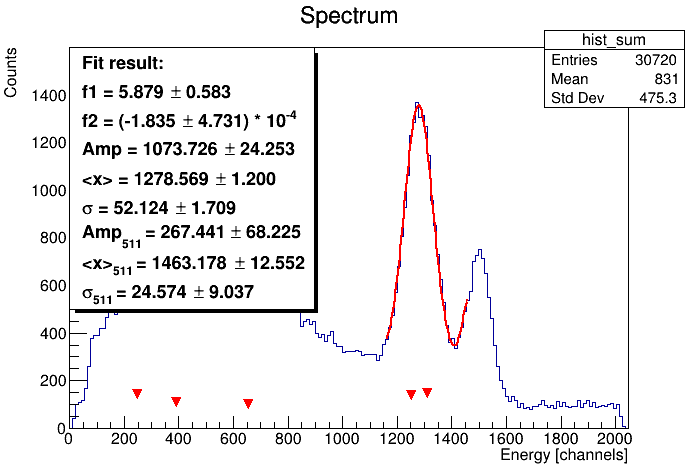 Spectrum
hist_sum
Entries 30720
Mean 831
Std Dev 475.3
Counts
Fit result:
f1 = 5.879 ± 0.583
f2 = (-1.835 ± 4.731) * 10^-4
Amp = 1073.726 ± 24.253
<x> = 1278.569 ± 1.200
σ = 52.124 ± 1.709
Amp511 = 267.441 ± 68.225
<x>511 = 1463.178 ± 12.552
σ511 = 24.574 ± 9.037
1400
1200
1000
800
600
400
200
0
0 200 400 600 800 1000 1200 1400 1600 1800 2000
Energy [channels]